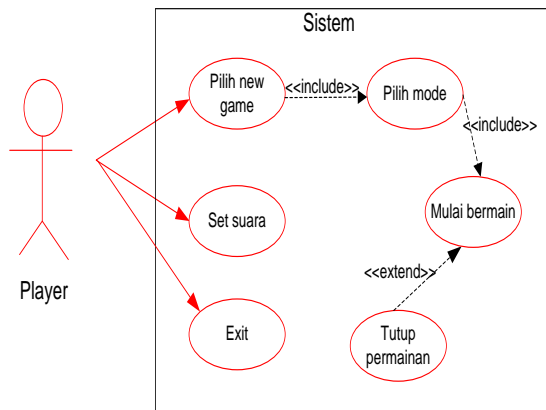 Sistem
Pilih new
game
<<include>>
Pilih mode
<<include>>
Set suara
Mulai bermain
<<extend>>
Player
Exit
Tutup
permainan